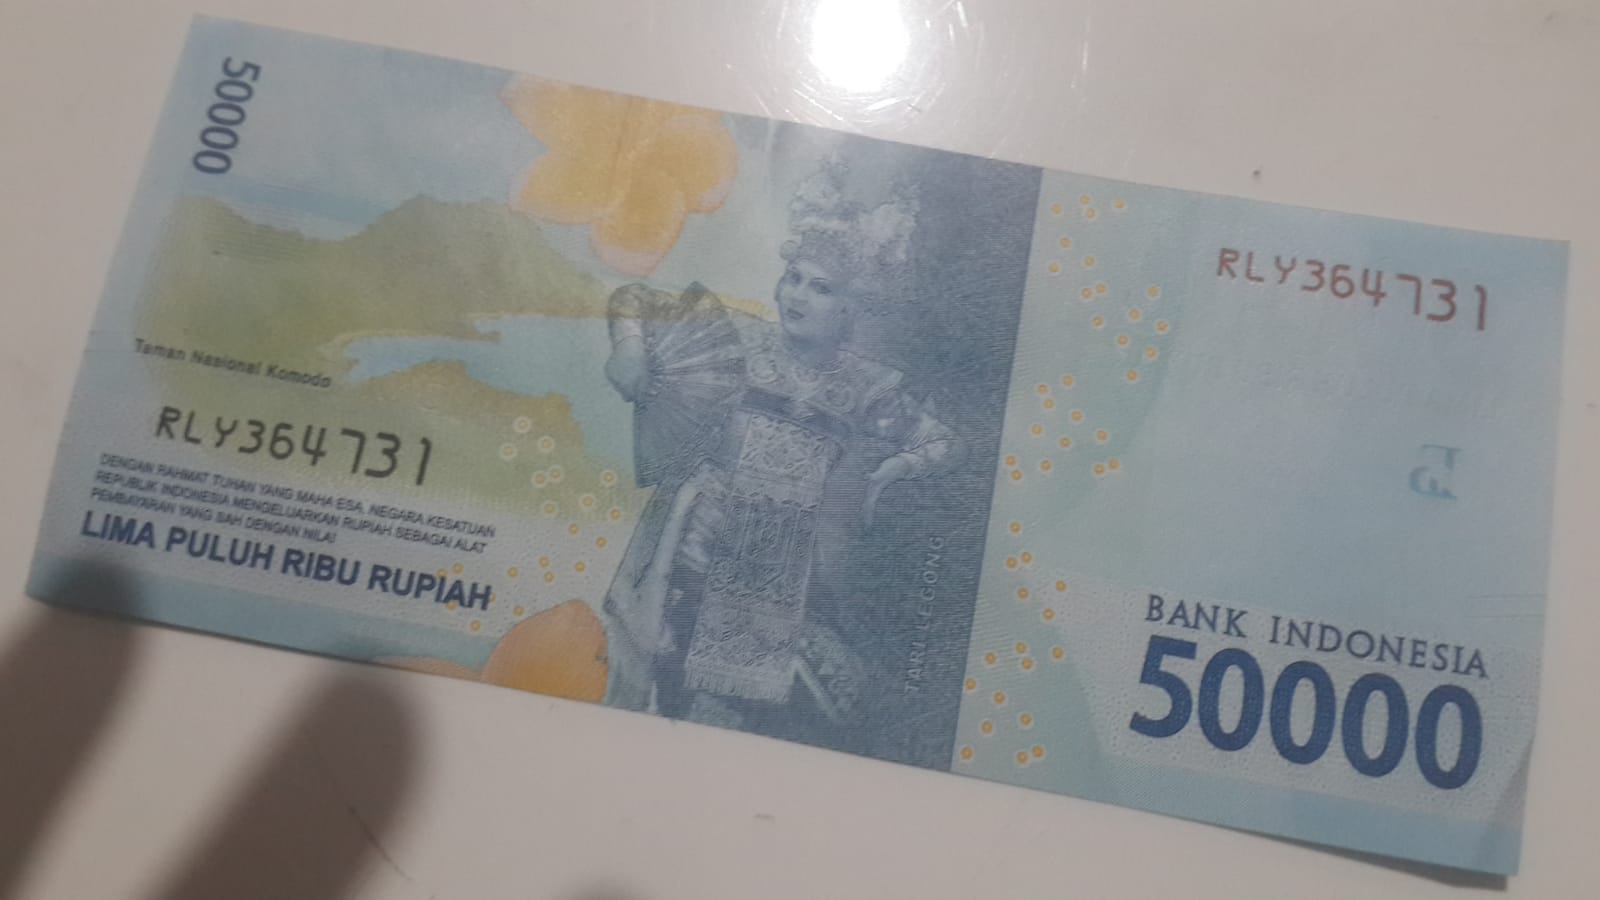 50000
Taman Nasional Komodo
RLY364731
DENGAN RAHMAT TUHAN YANG MAHA ESA, NEGARA KESATUAN
REPUBLIK INDONESIA MENGELUARKAN RUPIAH SEBAGAI ALAT
PEMBAYARAN YANG SAH DENGAN NILAI
LIMA PULUH RIBU RUPIAH
TARI LEGONG
RLY364731
BANK INDONESIA
50000